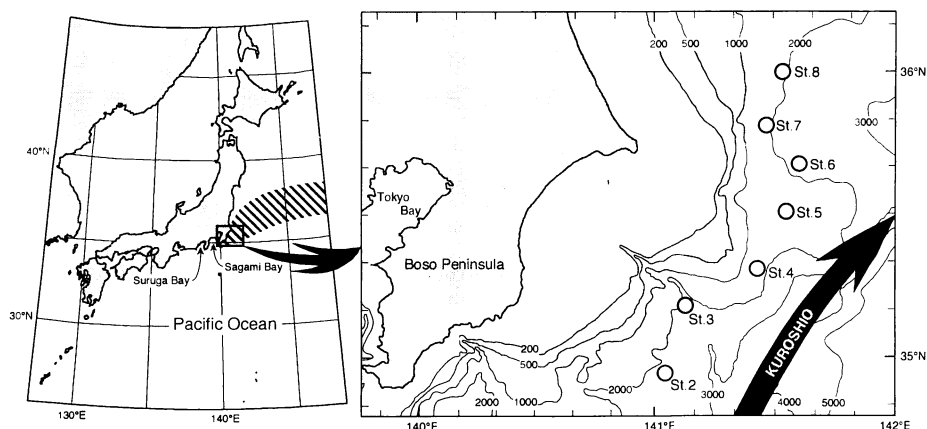 40°N
30°N
130°E
140°E
Suruga Bay
Sagami Bay
Pacific Ocean
200
500
1000
2000
3000
36°N
35°N
St.8
St.7
St.6
St.5
St.4
St.3
St.2
Tokyo
Bay
Boso Peninsula
KUROSHIO
200
500
2000
1000
2000
3000
4000
5000
140°E
141°E
142°E